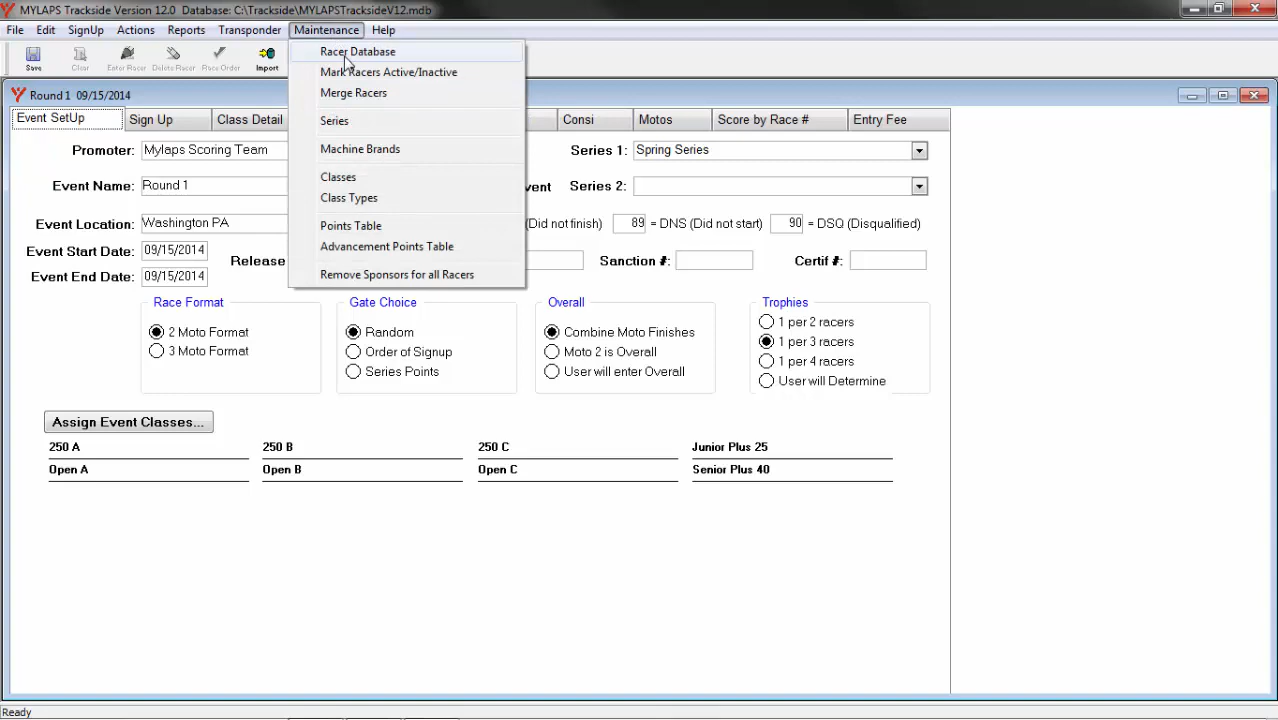 MYLAPS Trackside Version 12.0 Database: C:\Trackside\MYLAPSTracksideV12.mdb
File Edit SignUp Actions Reports Transponder Maintenance Help
Save Clear Enter Racer Delete Racer Race Order Import
Racer Database
Mark Racers Active/Inactive
Merge Racers
Series
Machine Brands
Classes
Class Types
Points Table
Advancement Points Table
Remove Sponsors for all Racers
Round 1 09/15/2014
Event SetUp Sign Up Class Detail Consi Motos Score by Race # Entry Fee
Promoter: Mylaps Scoring Team Series 1: Spring Series
Event Name: Round 1 vent Series 2:
Event Location: Washington PA (Did not finish) 89 = DNS (Did not start) 90 = DSQ (Disqualified)
Event Start Date: 09/15/2014
Release Sanction #: Certif #:
Event End Date: 09/15/2014
Race Format Gate Choice Overall Trophies
2 Moto Format Random Combine Moto Finishes 1 per 2 racers
3 Moto Format Order of Signup Moto 2 is Overall 1 per 3 racers
Series Points User will enter Overall 1 per 4 racers
User will Determine
Assign Event Classes...
250 A 250 B 250 C Junior Plus 25
Open A Open B Open C Senior Plus 40
Ready